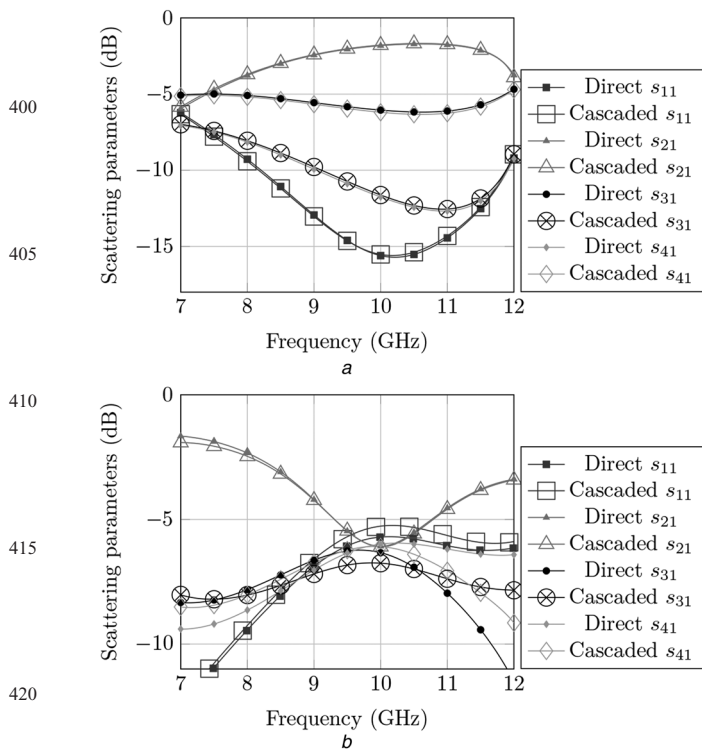 0
−5
−10
−15
7
8
9
10
11
12
Scattering parameters (dB)
Frequency (GHz)
Direct s11
Cascaded s11
Direct s21
Cascaded s21
Direct s31
Cascaded s31
Direct s41
Cascaded s41
a
400
405
0
−5
−10
7
8
9
10
11
12
Scattering parameters (dB)
Frequency (GHz)
Direct s11
Cascaded s11
Direct s21
Cascaded s21
Direct s31
Cascaded s31
Direct s41
Cascaded s41
b
410
415
420